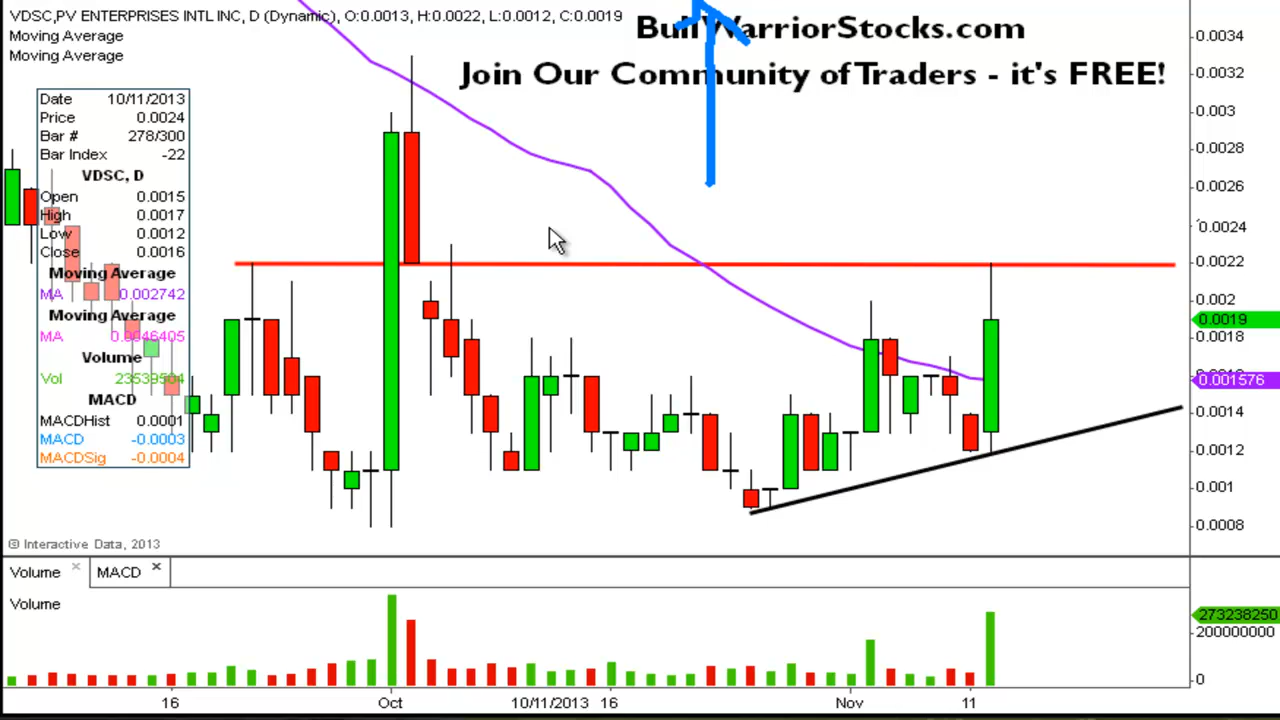 VDSC,PV ENTERPRISES INTL INC, D (Dynamic), O:0.0013, H:0.0022, L:0.0012, C:0.0019
Moving Average
Moving Average
BullWarriorStocks.com
Join Our Community of Traders - it's FREE!
Date 10/11/2013
Price 0.0024
Bar # 278/300
Bar Index -22
VDSC, D
Open 0.0015
High 0.0017
Low 0.0012
Close 0.0016
Moving Average
MA 0.002742
Moving Average
MA 0.0046405
Volume
Vol 23539504
MACD
MACDHist 0.0001
MACD -0.0003
MACDSig -0.0004
0.0034
0.0032
0.003
0.0028
0.0026
0.0024
0.0022
0.002
0.0019
0.0018
0.001576
0.0014
0.0012
0.001
0.0008
© Interactive Data, 2013
Volume × MACD ×
Volume
273238250
200000000
0
16 Oct 10/11/2013 16 Nov 11